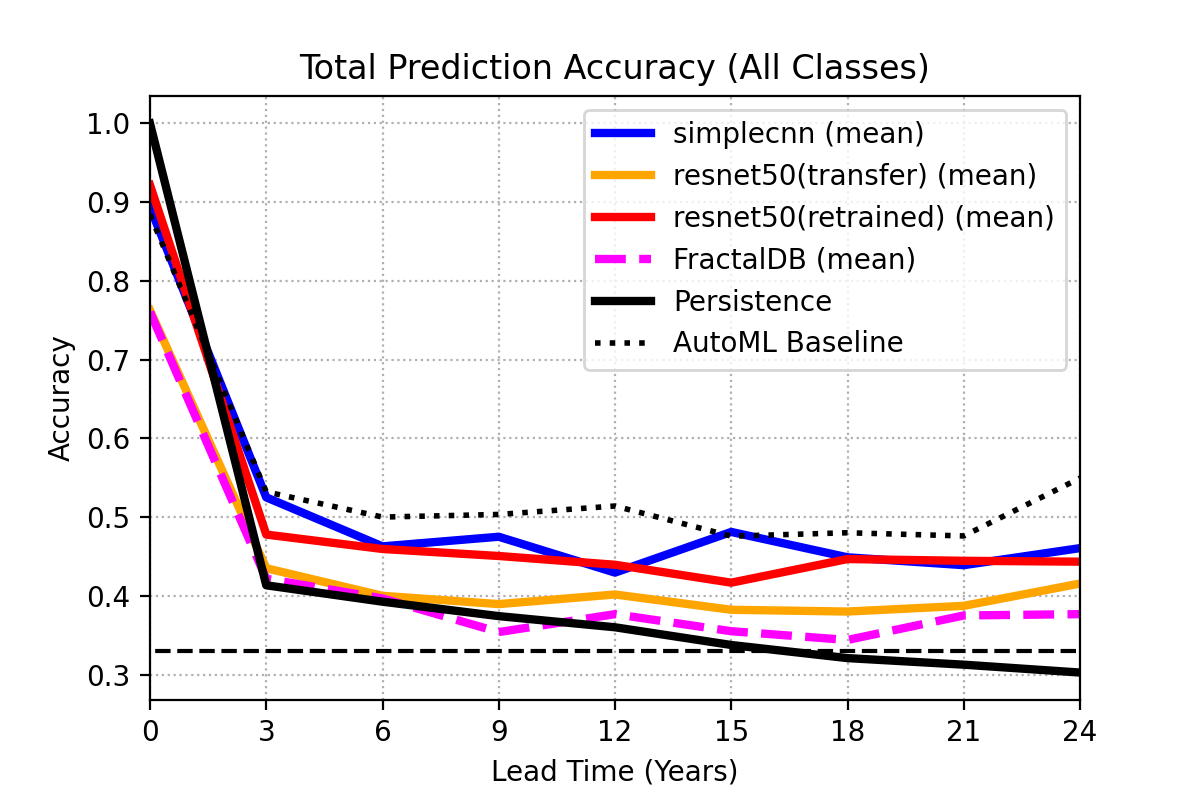 Total Prediction Accuracy (All Classes)
1.0
0.9
0.8
0.7
0.6
0.5
0.4
0.3
Accuracy
simplecnn (mean)
resnet50(transfer) (mean)
resnet50(retrained) (mean)
FractalDB (mean)
Persistence
AutoML Baseline
0 3 6 9 12 15 18 21 24
Lead Time (Years)